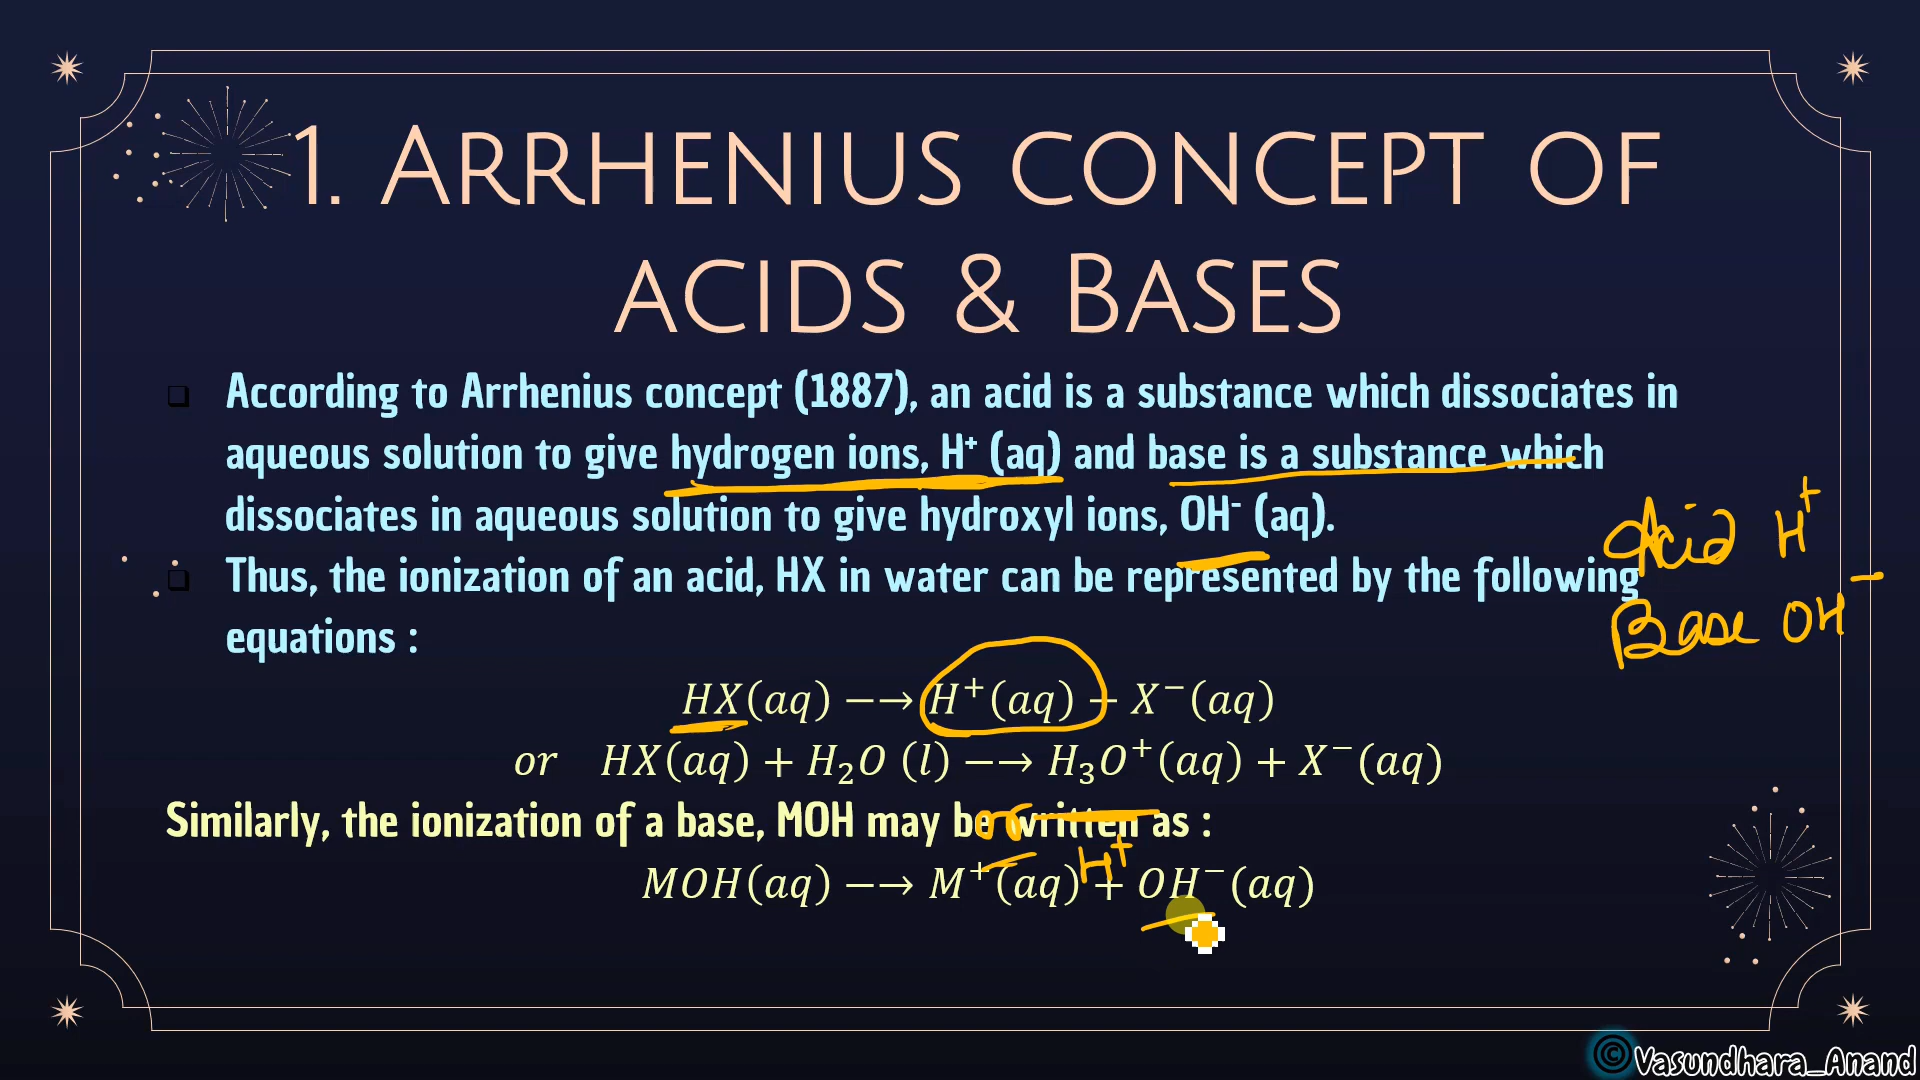 1. ARRHENIUS CONCEPT OF
ACIDS & BASES
According to Arrhenius concept (1887), an acid is a substance which dissociates in
aqueous solution to give hydrogen ions, H⁺ (aq) and base is a substance which
dissociates in aqueous solution to give hydroxyl ions, OH⁻ (aq).
Acid H⁺
Thus, the ionization of an acid, HX in water can be represented by the following
Base OH⁻
equations :
HX(aq) −→ H⁺(aq) + X⁻(aq)
or HX(aq) + H₂O (l) −→ H₃O⁺(aq) + X⁻(aq)
Similarly, the ionization of a base, MOH may be written as :
or
H⁺
MOH(aq) −→ M⁺(aq) + OH⁻(aq)
© Vasundhara_Anand